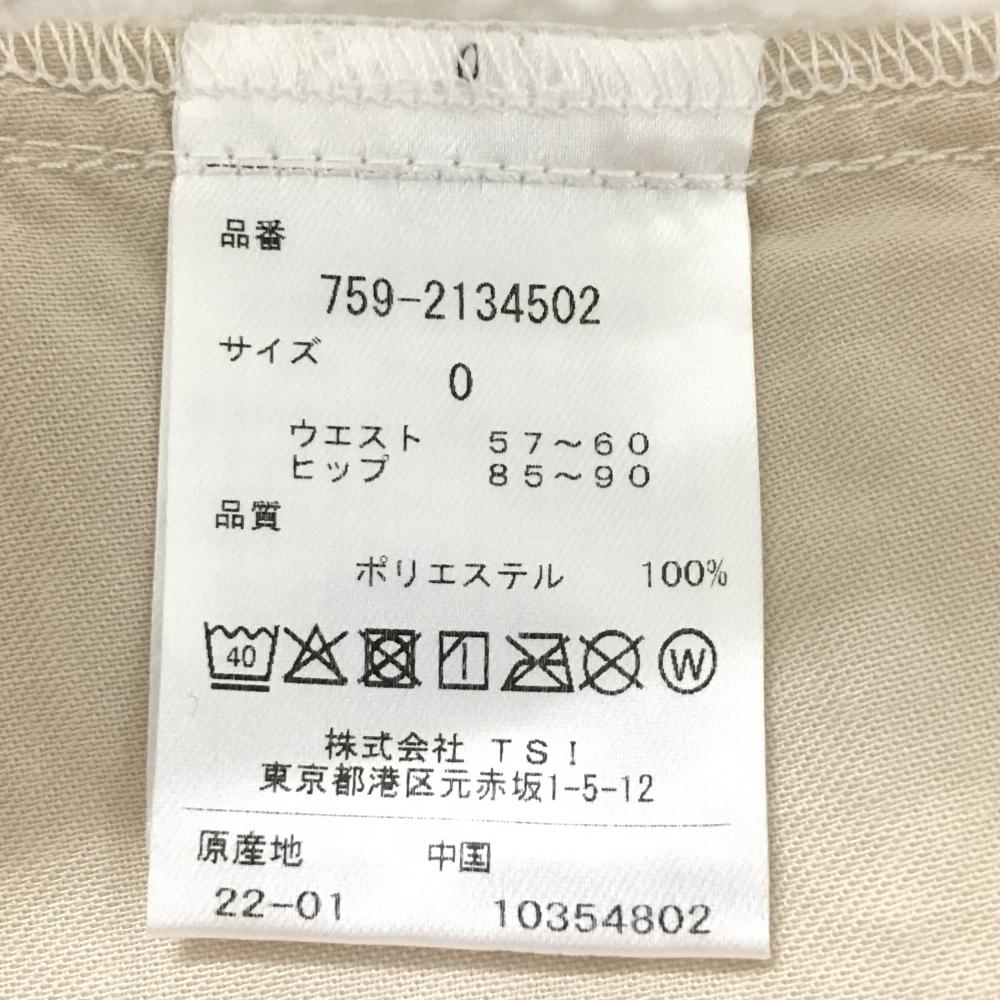 0
品番
759-2134502
サイズ
0
ウエスト 57~60
ヒップ 85~90
品質
ポリエステル 100%
40 W
株式会社 TSI
東京都港区元赤坂1-5-12
原産地 中国
22-01 10354802